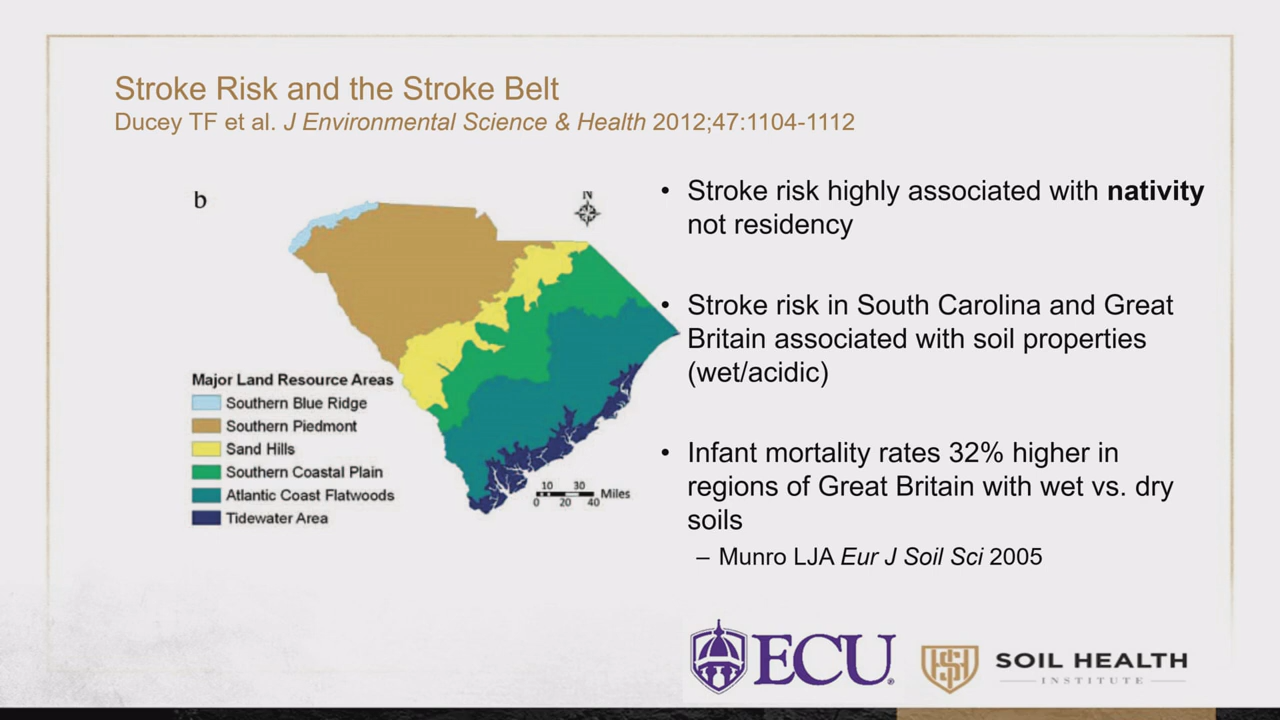 Stroke Risk and the Stroke Belt
Ducey TF et al. J Environmental Science & Health 2012;47:1104-1112
b
N
Major Land Resource Areas
Southern Blue Ridge
Southern Piedmont
Sand Hills
Southern Coastal Plain
Atlantic Coast Flatwoods
Tidewater Area
10 30
Miles
0 20 40
• Stroke risk highly associated with nativity
not residency
• Stroke risk in South Carolina and Great
Britain associated with soil properties
(wet/acidic)
• Infant mortality rates 32% higher in
regions of Great Britain with wet vs. dry
soils
– Munro LJA Eur J Soil Sci 2005
ECU
SOIL HEALTH
INSTITUTE